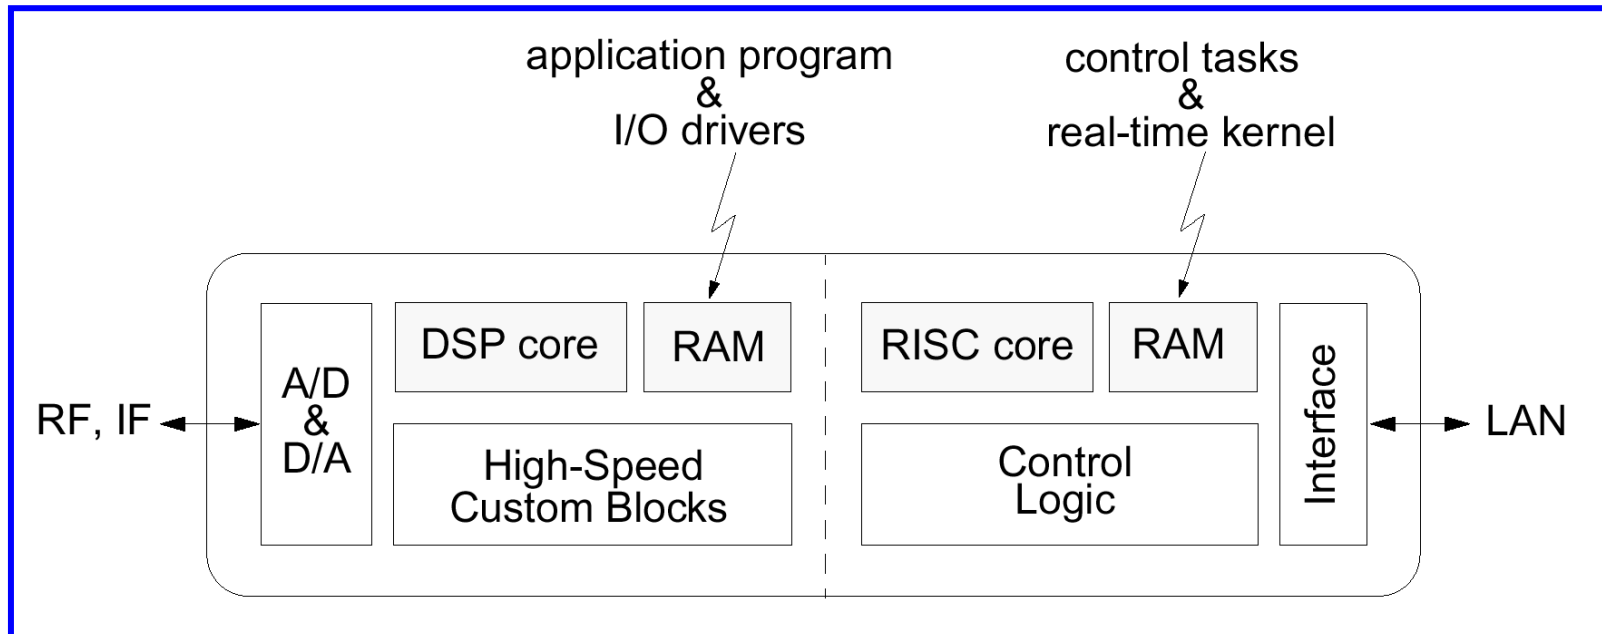 application program
&
I/O drivers
control tasks
&
real-time kernel
RF, IF
A/D
&
D/A
DSP core
RAM
High-Speed
Custom Blocks
RISC core
RAM
Control
Logic
Interface
LAN